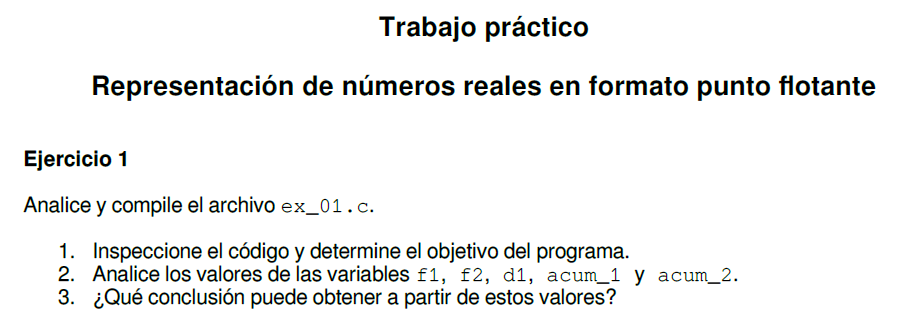 Trabajo práctico
Representación de números reales en formato punto flotante
Ejercicio 1
Analice y compile el archivo ex_01.c.
1. Inspeccione el código y determine el objetivo del programa.
2. Analice los valores de las variables f1, f2, d1, acum_1 y acum_2.
3. ¿Qué conclusión puede obtener a partir de estos valores?